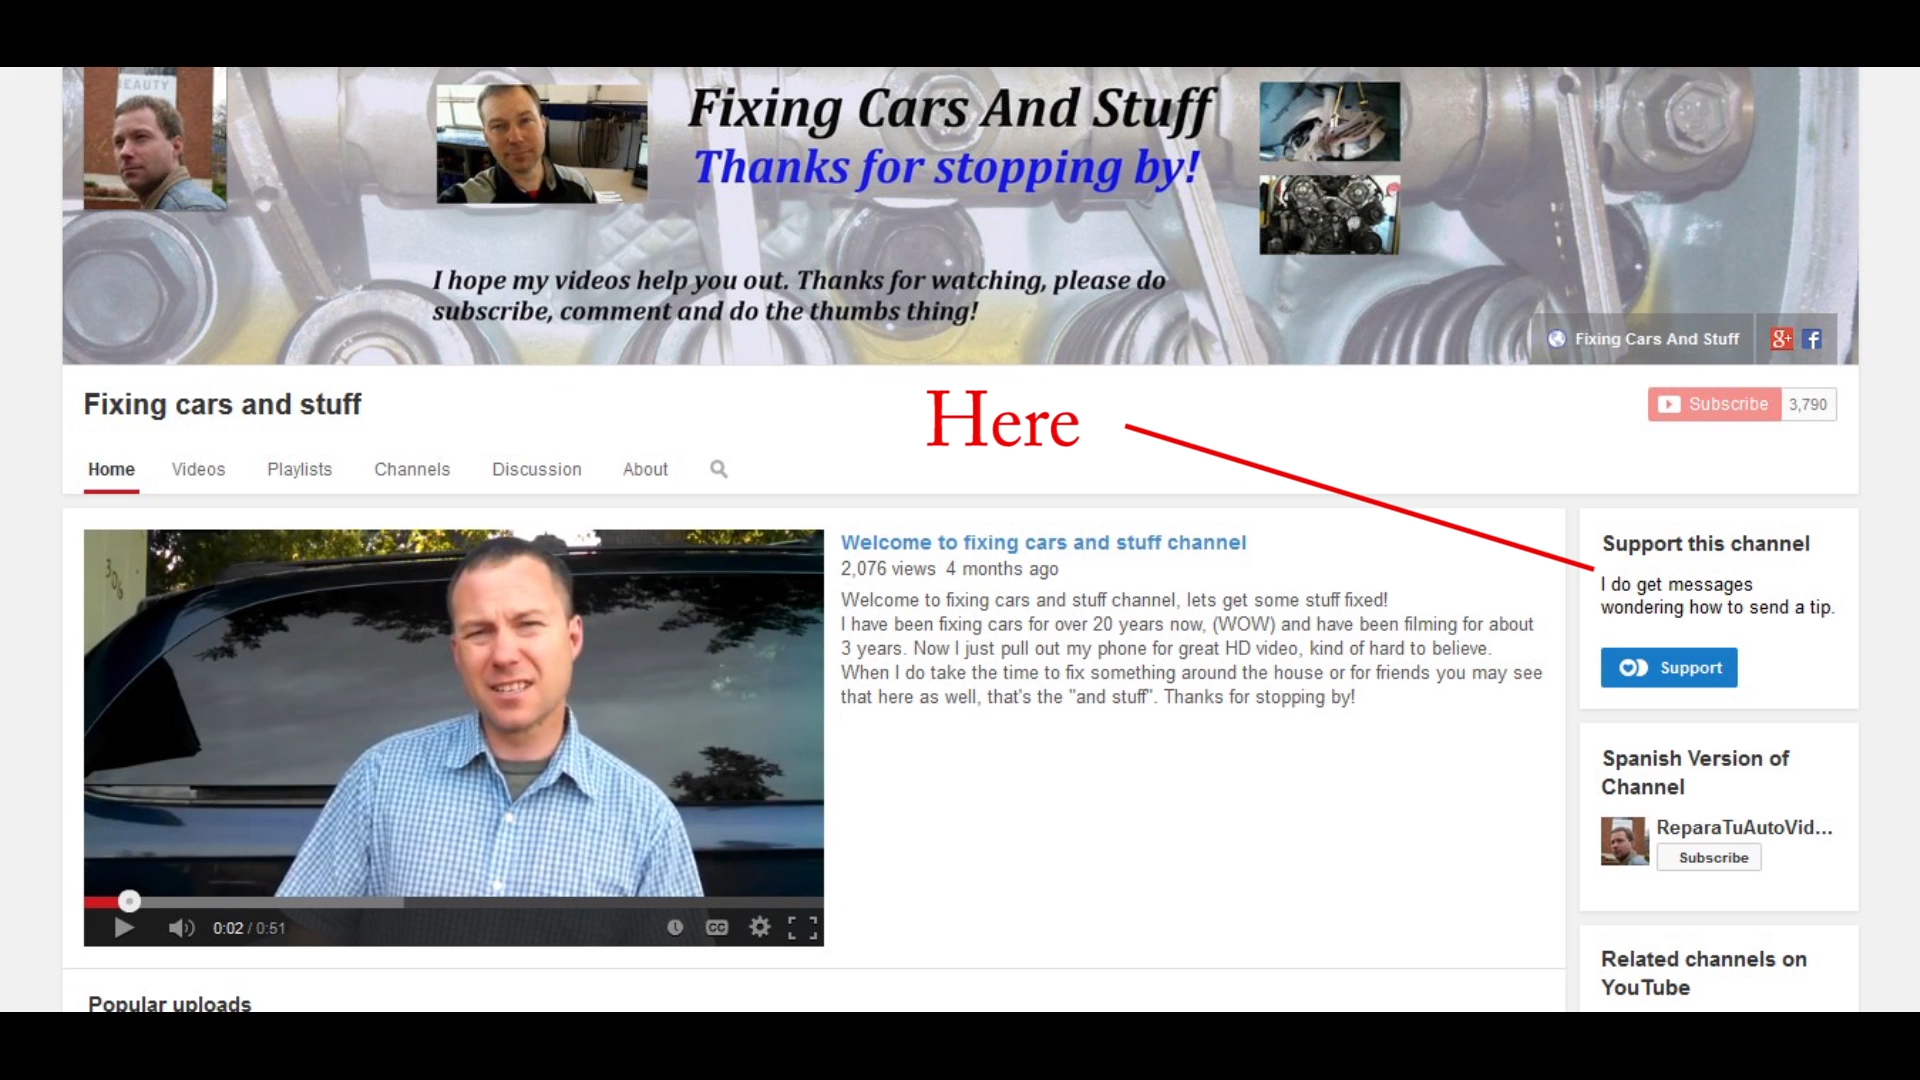 BEAUTY
Fixing Cars And Stuff
Thanks for stopping by!
I hope my videos help you out. Thanks for watching, please do
subscribe, comment and do the thumbs thing!
Fixing Cars And Stuff
g+ f
Fixing cars and stuff
Here
Subscribe 3,790
Home Videos Playlists Channels Discussion About
306
Welcome to fixing cars and stuff channel
2,076 views 4 months ago
Welcome to fixing cars and stuff channel, lets get some stuff fixed!
I have been fixing cars for over 20 years now, (WOW) and have been filming for about
3 years. Now I just pull out my phone for great HD video, kind of hard to believe.
When I do take the time to fix something around the house or for friends you may see
that here as well, that's the "and stuff". Thanks for stopping by!
0:02 / 0:51
CC
Support this channel
I do get messages
wondering how to send a tip.
Support
Spanish Version of
Channel
ReparaTuAutoVid...
Subscribe
Related channels on
YouTube
Popular uploads